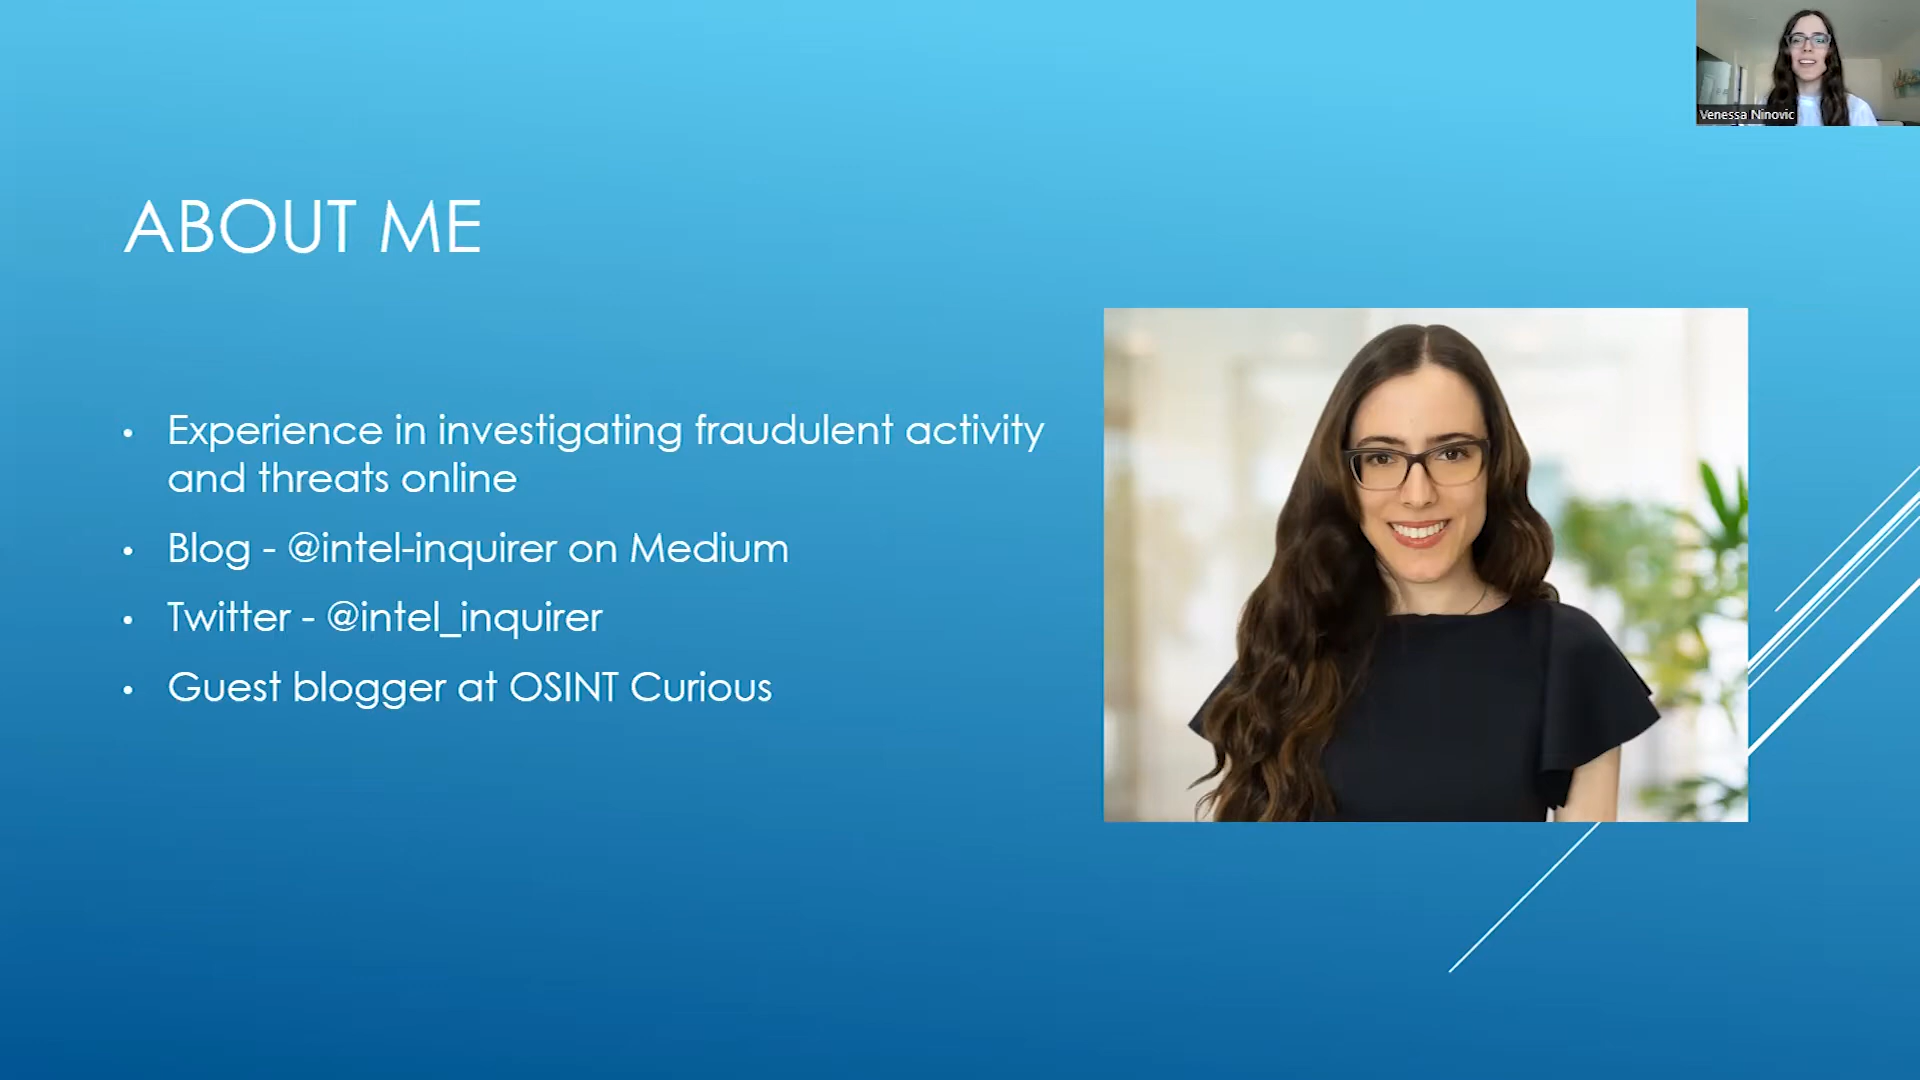 Venessa Ninovic
ABOUT ME
• Experience in investigating fraudulent activity
and threats online
• Blog - @intel-inquirer on Medium
• Twitter - @intel_inquirer
• Guest blogger at OSINT Curious